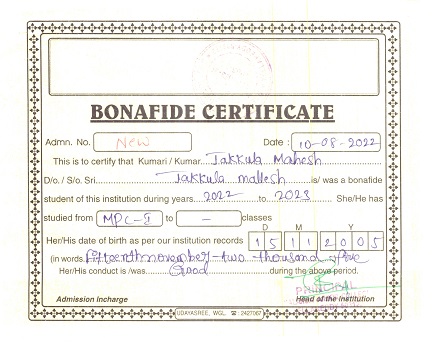 BONAFIDE CERTIFICATE
Admn. No. New Date : 10-08-2022
This is to certify that Kumari / Kumar Takkula Mahesh
D/o. / S/o. Sri Takkula mallesh is/ was a bonafide
student of this institution during years 2022 to 2023 She/He has
studied from MPC-I to - classes
D M Y
Her/His date of birth as per our institution records 1 5 1 1 2 0 0 5
(in words) fifteenth november-two-thousand five
Her/His conduct is /was Good during the above period.
PRINCIPAL
Admission Incharge Head of the Institution
UDAYASREE, WGL. ☎ : 2427067